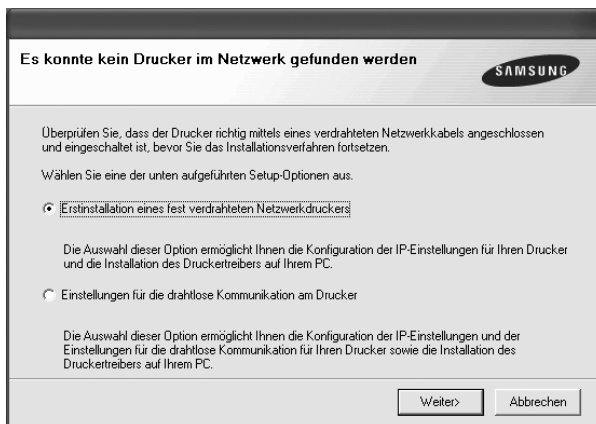 Es konnte kein Drucker im Netzwerk gefunden werden
SAMSUNG
Überprüfen Sie, dass der Drucker richtig mittels eines verdrahteten Netzwerkkabels angeschlossen
und eingeschaltet ist, bevor Sie das Installationsverfahren fortsetzen.
Wählen Sie eine der unten aufgeführten Setup-Optionen aus.
Erstinstallation eines fest verdrahteten Netzwerkdruckers
Die Auswahl dieser Option ermöglicht Ihnen die Konfiguration der IP-Einstellungen für Ihren Drucker
und die Installation des Druckertreibers auf Ihrem PC.
Einstellungen für die drahtlose Kommunikation am Drucker
Die Auswahl dieser Option ermöglicht Ihnen die Konfiguration der IP-Einstellungen und der
Einstellungen für die drahtlose Kommunikation für Ihren Drucker sowie die Installation des
Druckertreibers auf Ihrem PC.
Weiter>
Abbrechen